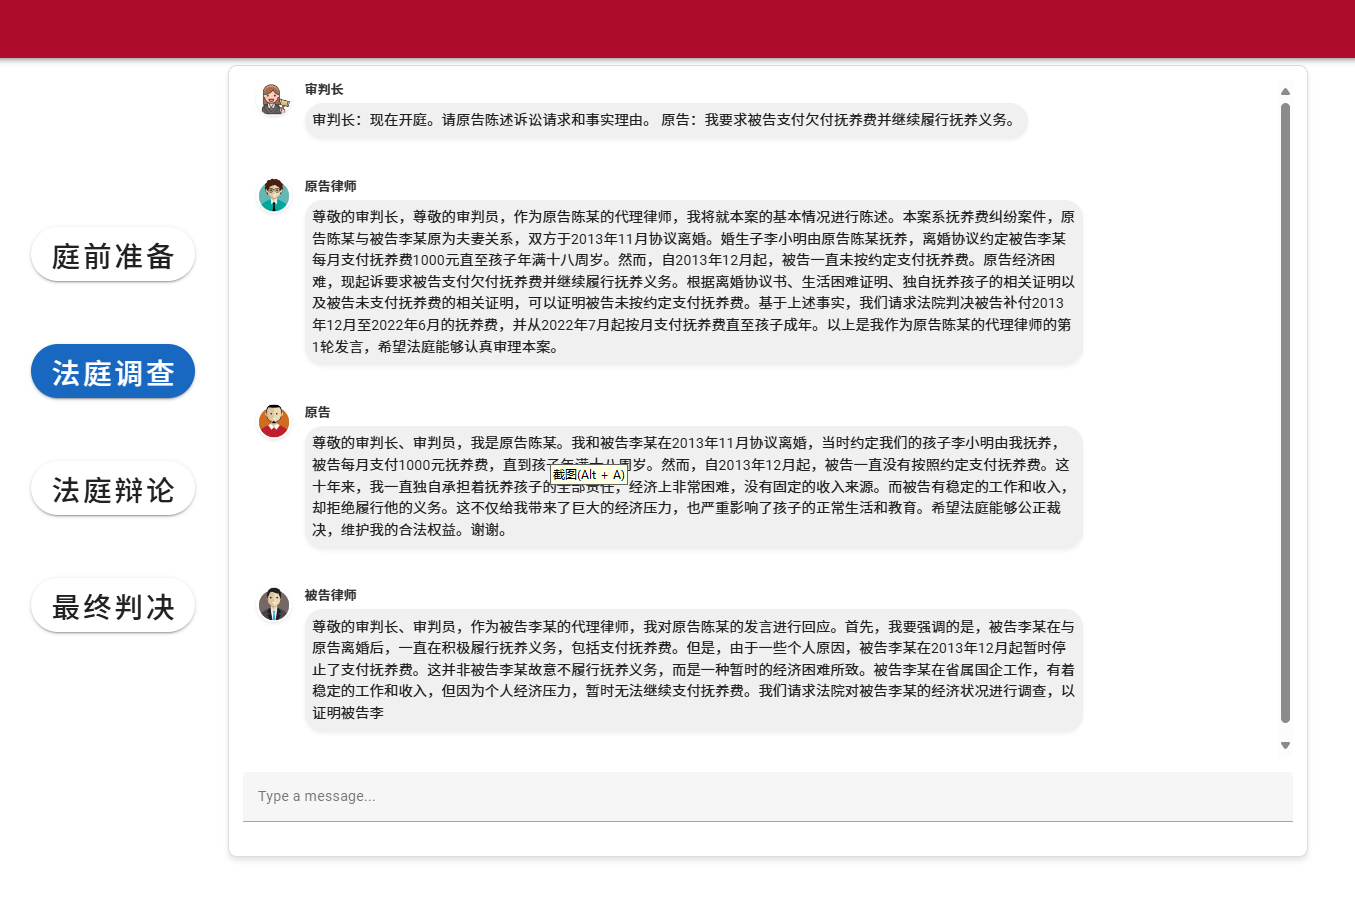 审判长
审判长：现在开庭。请原告陈述诉讼请求和事实理由。 原告：我要求被告支付欠付抚养费并继续履行抚养义务。
原告律师
尊敬的审判长，尊敬的审判员，作为原告陈某的代理律师，我将就本案的基本情况进行陈述。本案系抚养费纠纷案件，原
告陈某与被告李某原为夫妻关系，双方于2013年11月协议离婚。婚生子李小明由原告陈某抚养，离婚协议约定被告李某
每月支付抚养费1000元直至孩子年满十八周岁。然而，自2013年12月起，被告一直未按约定支付抚养费。原告经济困
难，现起诉要求被告支付欠付抚养费并继续履行抚养义务。根据离婚协议书、生活困难证明、独自抚养孩子的相关证明以
及被告未支付抚养费的相关证明，可以证明被告未按约定支付抚养费。基于上述事实，我们请求法院判决被告补付2013
年12月至2022年6月的抚养费，并从2022年7月起按月支付抚养费直至孩子成年。以上是我作为原告陈某的代理律师的第
1轮发言，希望法庭能够认真审理本案。
原告
尊敬的审判长、审判员，我是原告陈某。我和被告李某在2013年11月协议离婚，当时约定我们的孩子李小明由我抚养，
被告每月支付1000元抚养费，直到孩子年满十八周岁。然而，自2013年12月起，被告一直没有按照约定支付抚养费。这
十年来，我一直独自承担着抚养孩子的全部责任，经济上非常困难，没有固定的收入来源。而被告有稳定的工作和收入，
却拒绝履行他的义务。这不仅给我带来了巨大的经济压力，也严重影响了孩子的正常生活和教育。希望法庭能够公正裁
决，维护我的合法权益。谢谢。
截图(Alt + A)
被告律师
尊敬的审判长、审判员，作为被告李某的代理律师，我对原告陈某的发言进行回应。首先，我要强调的是，被告李某在与
原告离婚后，一直在积极履行抚养义务，包括支付抚养费。但是，由于一些个人原因，被告李某在2013年12月起暂时停
止了支付抚养费。这并非被告李某故意不履行抚养义务，而是一种暂时的经济困难所致。被告李某在省属国企工作，有着
稳定的工作和收入，但因为个人经济压力，暂时无法继续支付抚养费。我们请求法院对被告李某的经济状况进行调查，以
证明被告李
Type a message...
庭前准备
法庭调查
法庭辩论
最终判决